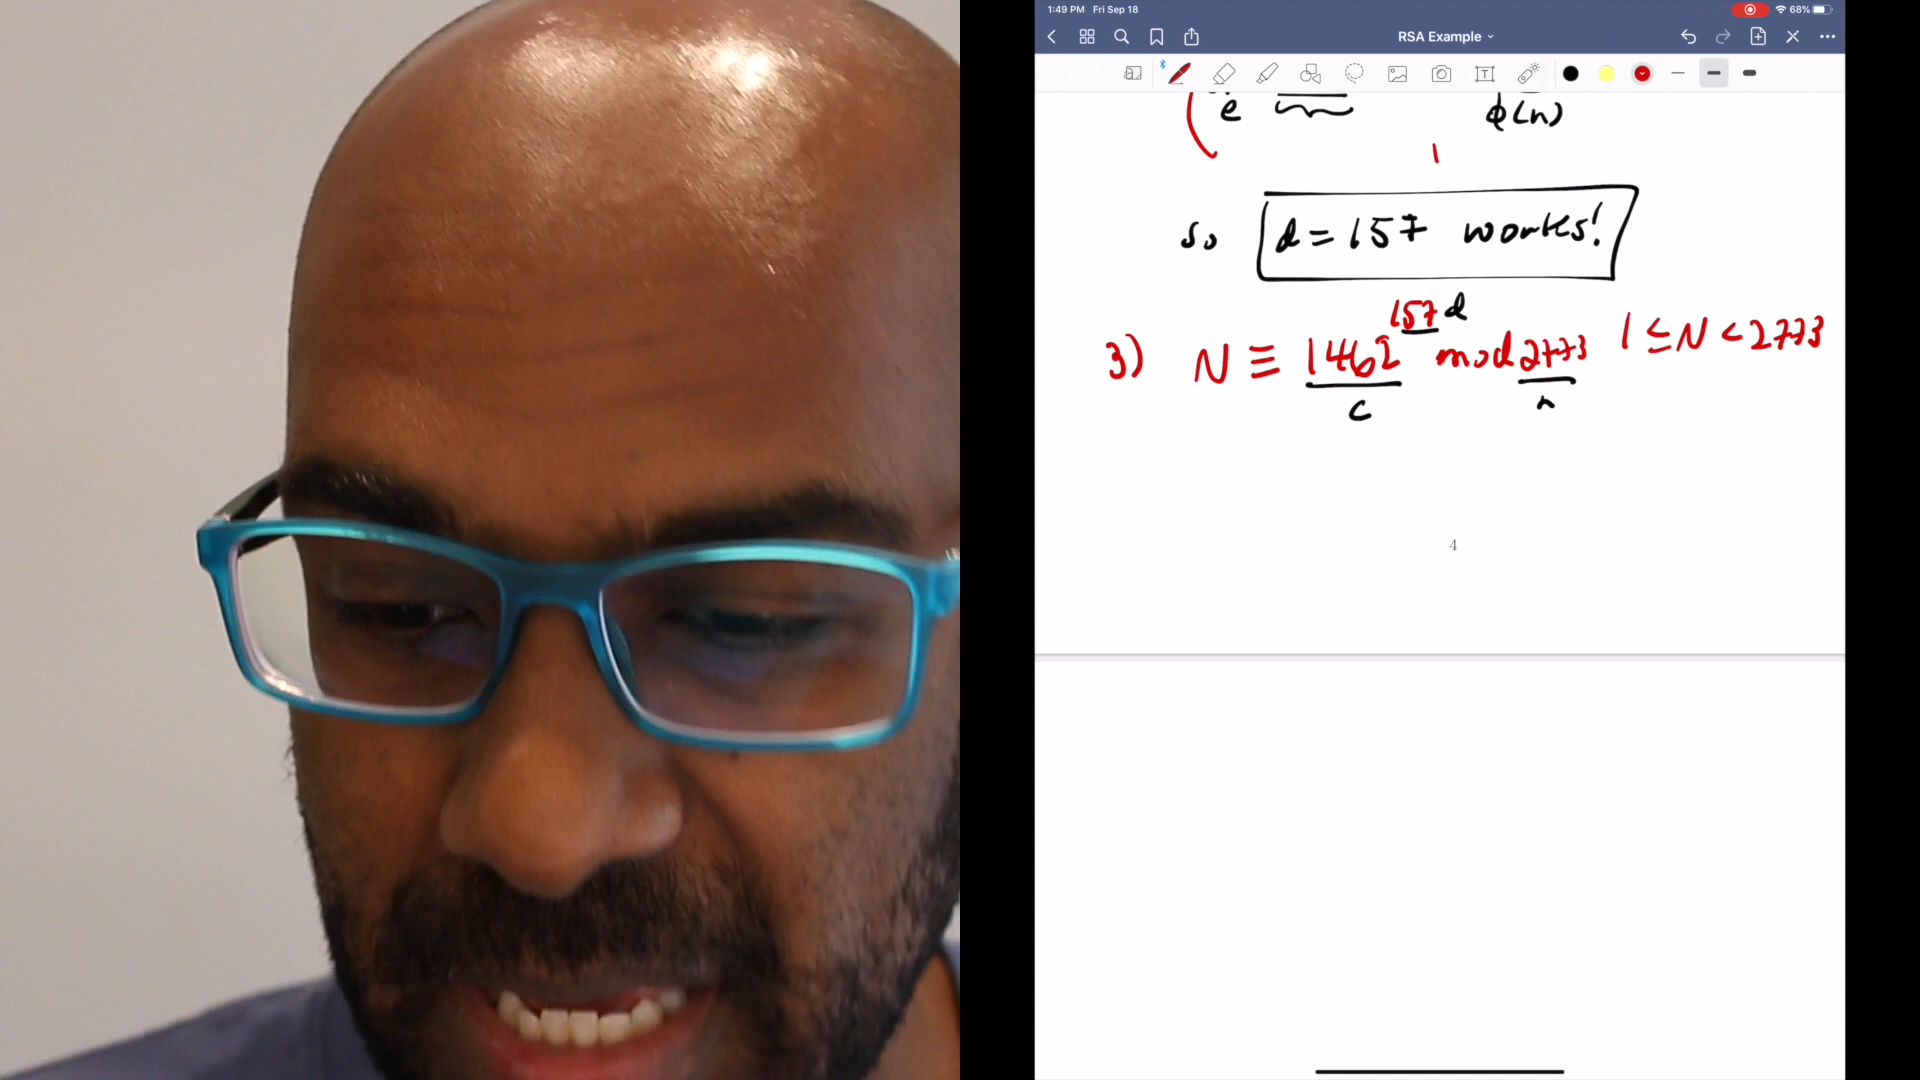 1:49 PM Fri Sep 18
68%
RSA Example
e
ϕ(n)
so d=157 works!
157 d
3) N ≡ 1462 mod 2773 1 ≤ N < 2773
c
n
4